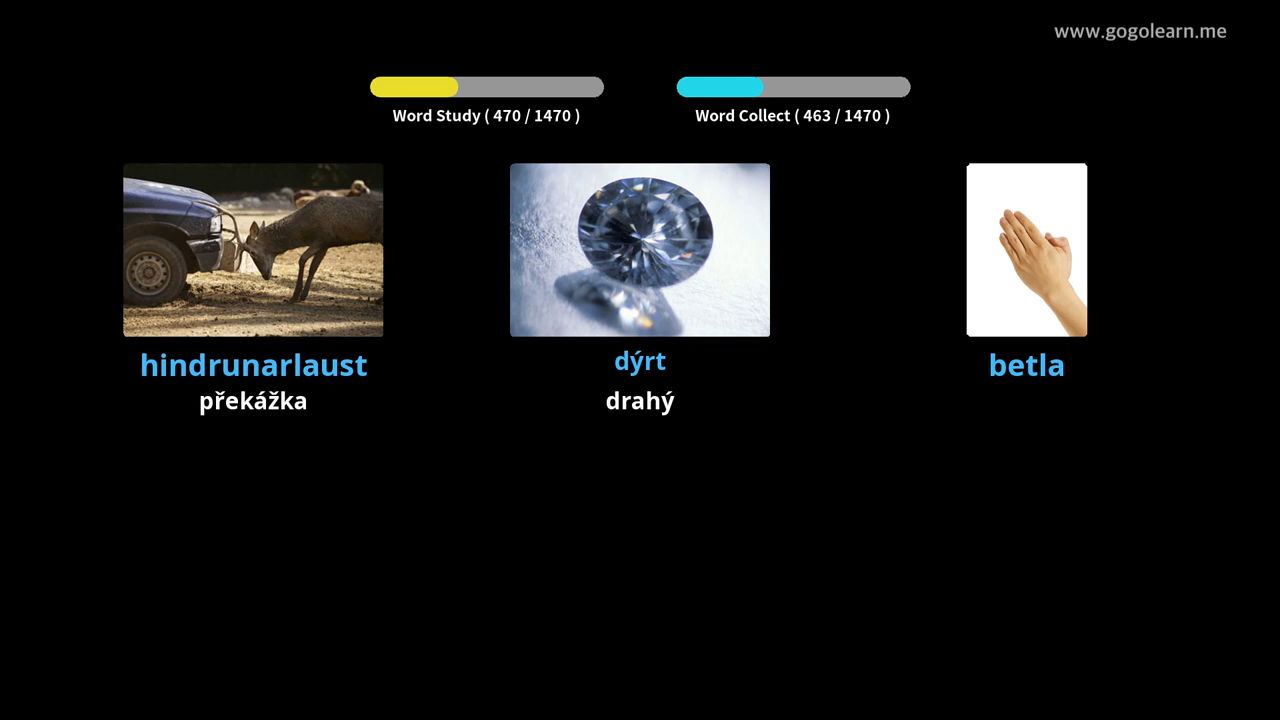 www.gogolearn.me
Word Study ( 470 / 1470 )
Word Collect ( 463 / 1470 )
hindrunarlaust
překážka
dýrt
drahý
betla